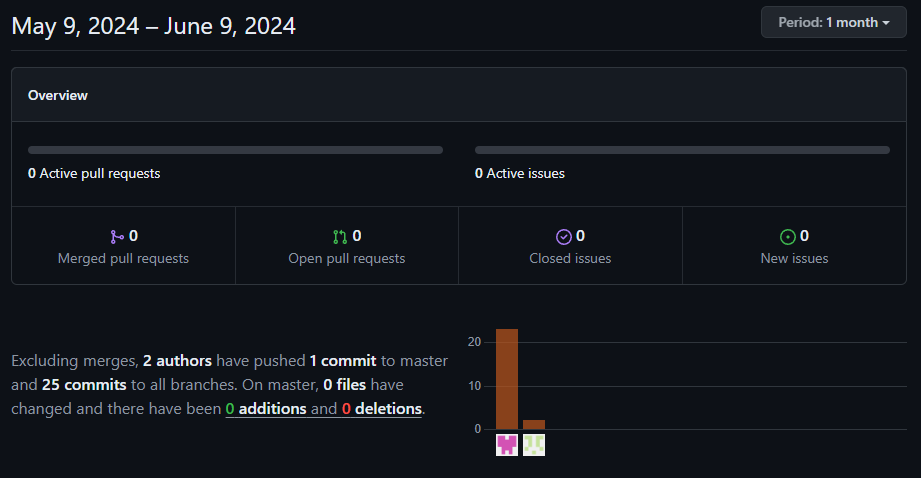 May 9, 2024 – June 9, 2024
Period: 1 month
Overview
0 Active pull requests
0 Active issues
0
Merged pull requests
0
Open pull requests
0
Closed issues
0
New issues
Excluding merges, 2 authors have pushed 1 commit to master
and 25 commits to all branches. On master, 0 files have
changed and there have been 0 additions and 0 deletions.
20
10
0